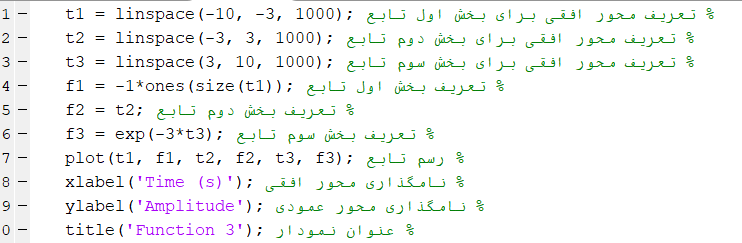 1 - t1 = linspace(-10, -3, 1000); % تعریف محور افقی برای بخش اول تابع
2 - t2 = linspace(-3, 3, 1000); % تعریف محور افقی برای بخش دوم تابع
3 - t3 = linspace(3, 10, 1000); % تعریف محور افقی برای بخش سوم تابع
4 - f1 = -1*ones(size(t1)); % تعریف بخش اول تابع
5 - f2 = t2; % تعریف بخش دوم تابع
6 - f3 = exp(-3*t3); % تعریف بخش سوم تابع
7 - plot(t1, f1, t2, f2, t3, f3); % رسم تابع
8 - xlabel('Time (s)'); % نامگذاری محور افقی
9 - ylabel('Amplitude'); % نامگذاری محور عمودی
0 - title('Function 3'); % عنوان نمودار